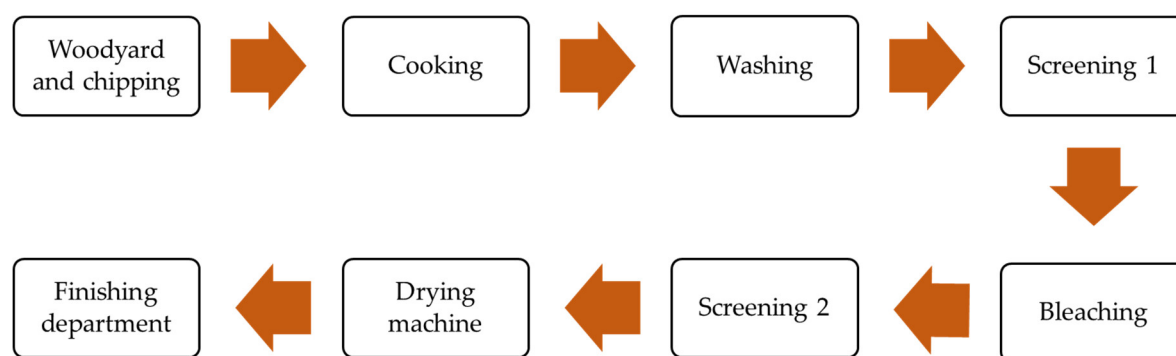 Woodyard
and chipping
Cooking
Washing
Screening 1
Bleaching
Screening 2
Drying
machine
Finishing
department